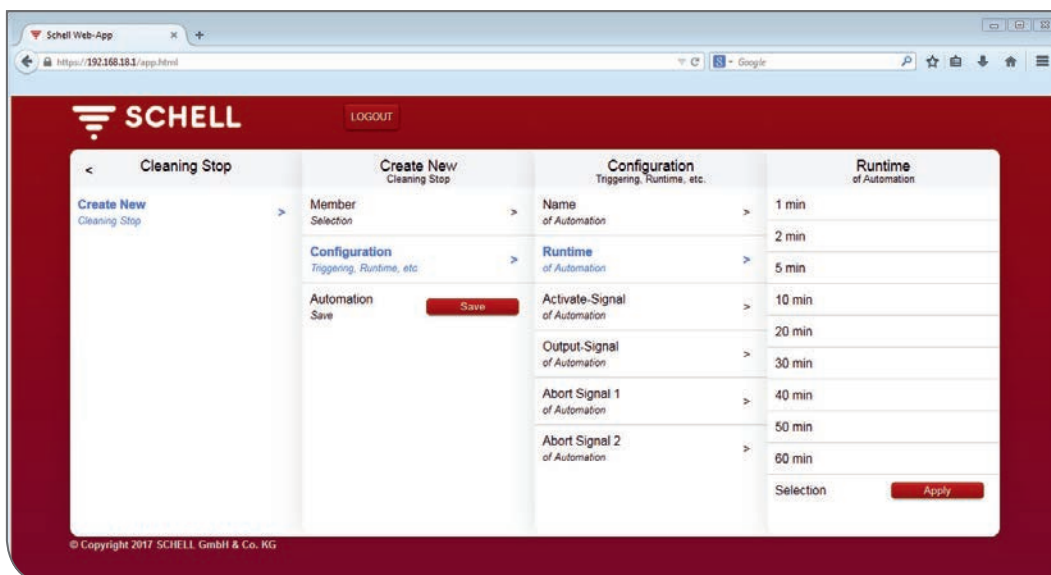 Schell Web-App
https://192.168.18.1/app.html
Google
SCHELL
LOGOUT
< Cleaning Stop
Create New
Cleaning Stop
>
Create New
Cleaning Stop
Member
Selection
>
Configuration
Triggering, Runtime, etc
>
Automation
Save
Save
Configuration
Triggering, Runtime, etc.
Name
of Automation
>
Runtime
of Automation
>
Activate-Signal
of Automation
>
Output-Signal
of Automation
>
Abort Signal 1
of Automation
>
Abort Signal 2
of Automation
>
Runtime
of Automation
1 min
2 min
5 min
10 min
20 min
30 min
40 min
50 min
60 min
Selection
Apply
© Copyright 2017 SCHELL GmbH & Co. KG